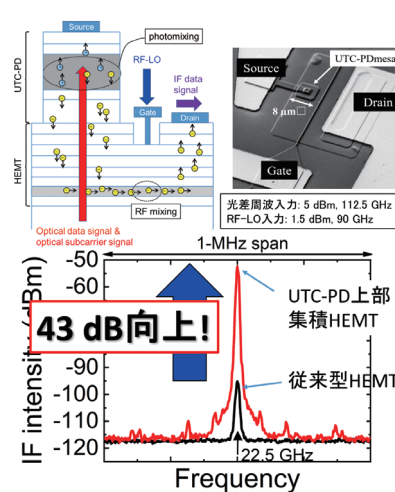 Source
UTC-PD
photomixing
RF-LO
IF data
signal
Gate
Drain
HEMT
RF mixing
Optical data signal &
optical subcarrier signal
UTC-PDmesa
Source
Drain
8 μm□
Gate
光差周波入力: 5 dBm, 112.5 GHz
RF-LO入力: 1.5 dBm, 90 GHz
1-MHz span
IF intensity (dBm)
-50
-60
-90
-100
-110
-120
43 dB向上!
UTC-PD上部
集積HEMT
従来型HEMT
22.5 GHz
Frequency